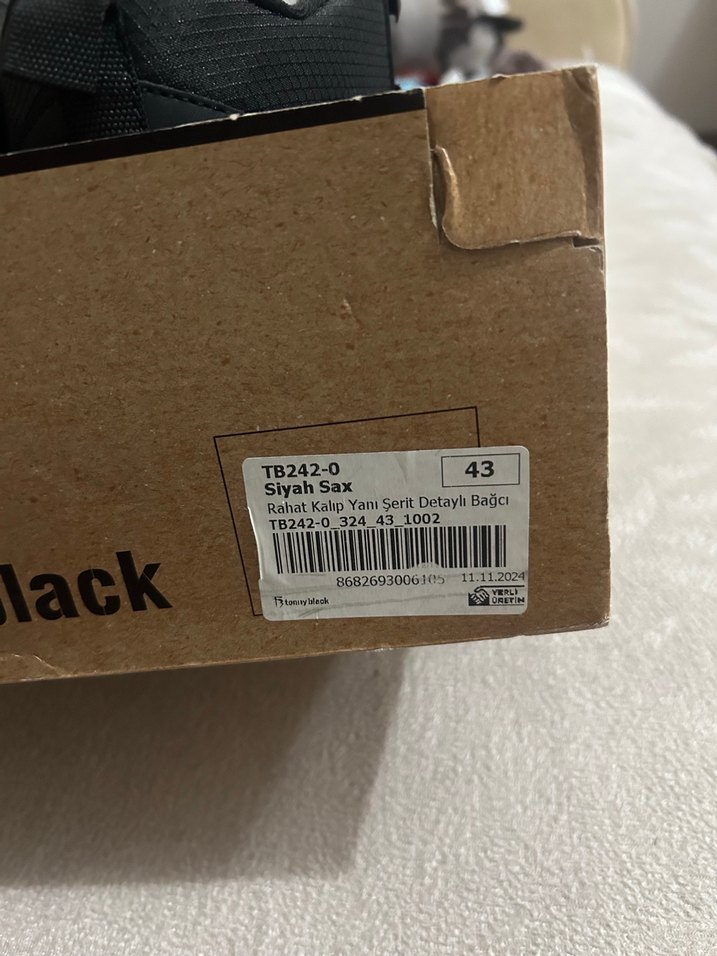 TB242-0
43
Siyah Sax
Rahat Kalıp Yanı Şerit Detaylı Bağcı
TB242-0_324_43_1002
8682693006105 11.11.2024
tonny black
YERLİ
ÜRETİM
lack